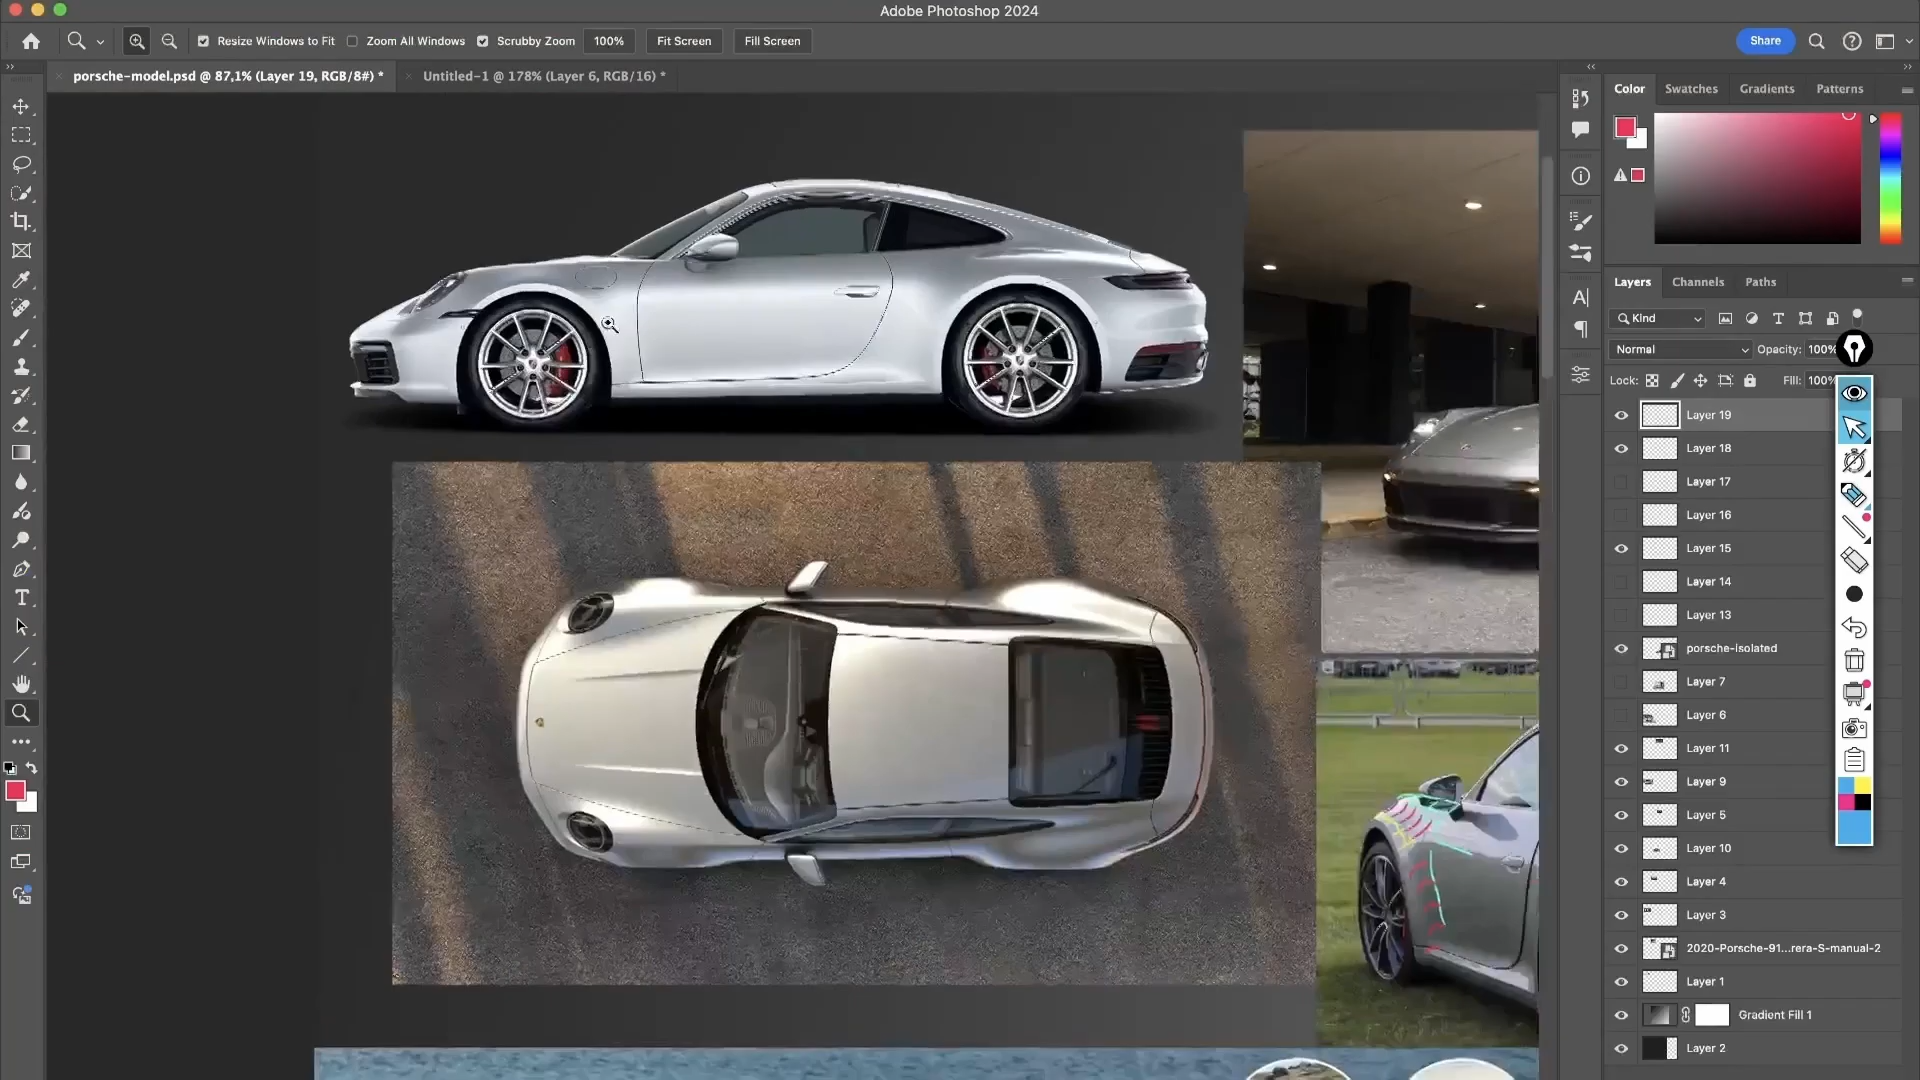 Adobe Photoshop 2024
Resize Windows to Fit
Zoom All Windows
Scrubby Zoom
100%
Fit Screen
Fill Screen
Share
porsche-model.psd @ 87,1% (Layer 19, RGB/8#) *
Untitled-1 @ 178% (Layer 6, RGB/16) *
Color
Swatches
Gradients
Patterns
Layers
Channels
Paths
Kind
Normal
Opacity: 100%
Lock:
Fill: 100%
Layer 19
Layer 18
Layer 17
Layer 16
Layer 15
Layer 14
Layer 13
porsche-isolated
Layer 7
Layer 6
Layer 11
Layer 9
Layer 5
Layer 10
Layer 4
Layer 3
2020-Porsche-91...rera-S-manual-2
Layer 1
Gradient Fill 1
Layer 2